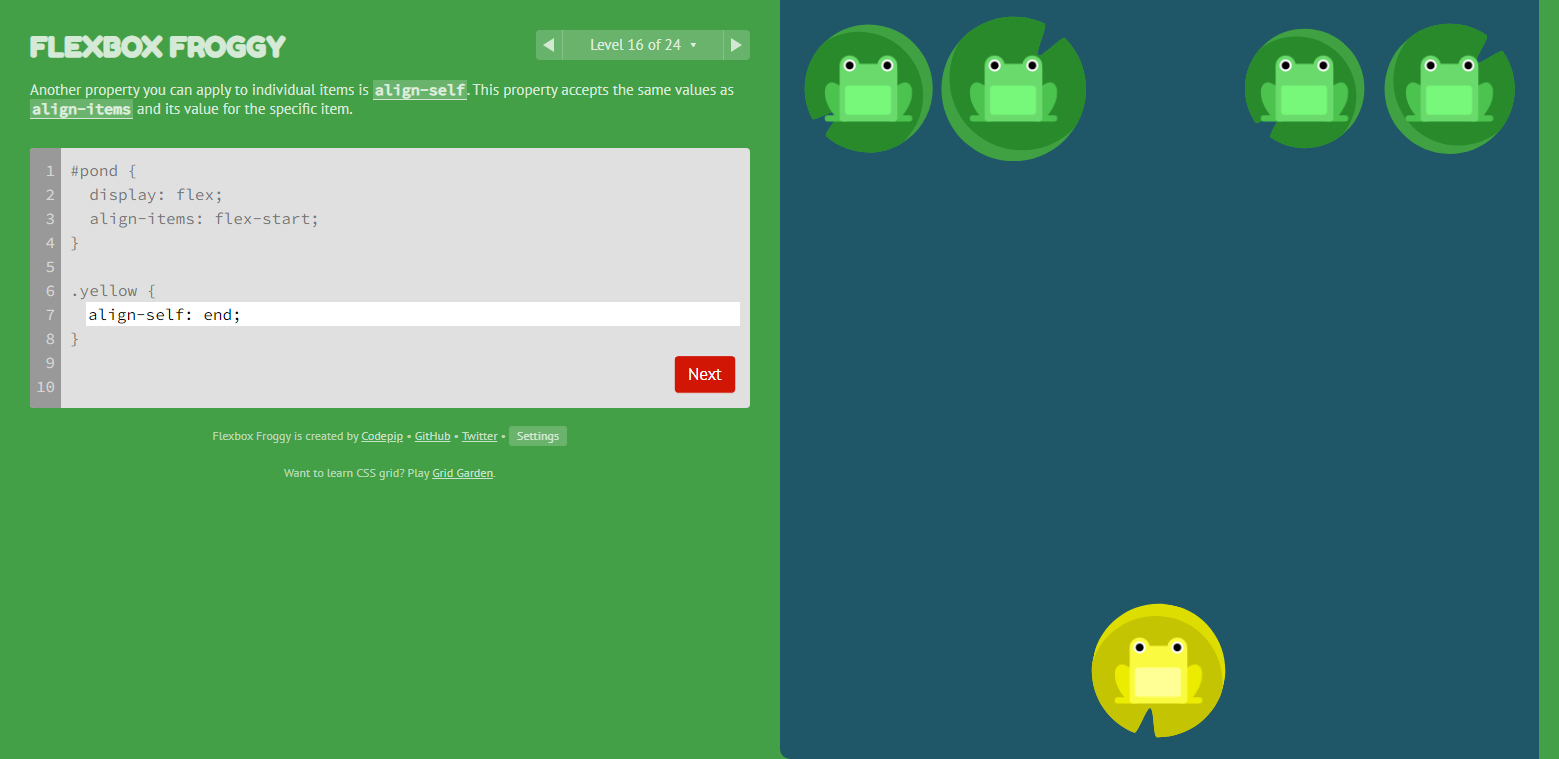 FLEXBOX FROGGY
Level 16 of 24
Another property you can apply to individual items is align-self. This property accepts the same values as
align-items and its value for the specific item.
1 #pond {
2 display: flex;
3 align-items: flex-start;
4 }
5
6 .yellow {
7 align-self: end;
8 }
9
10
Next
Flexbox Froggy is created by Codepip • GitHub • Twitter • Settings
Want to learn CSS grid? Play Grid Garden.